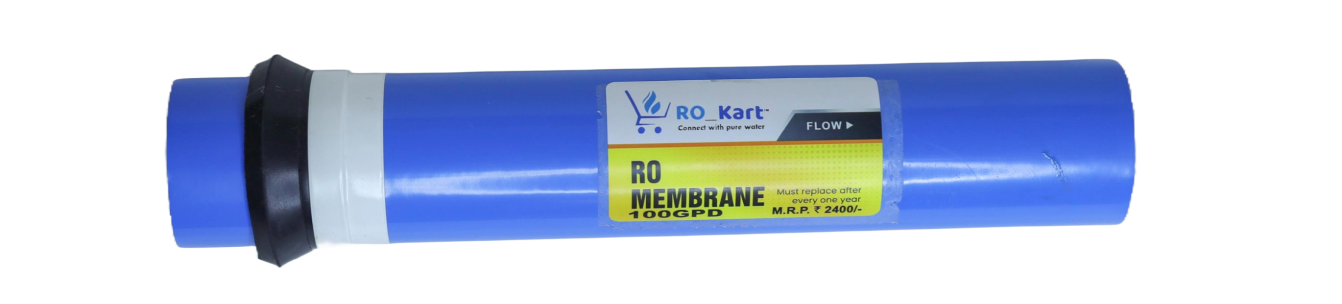 RO_Kart™
Connect with pure water
FLOW ▶
RO
MEMBRANE
100GPD
Must replace after
every one year
M.R.P. ₹ 2400/-